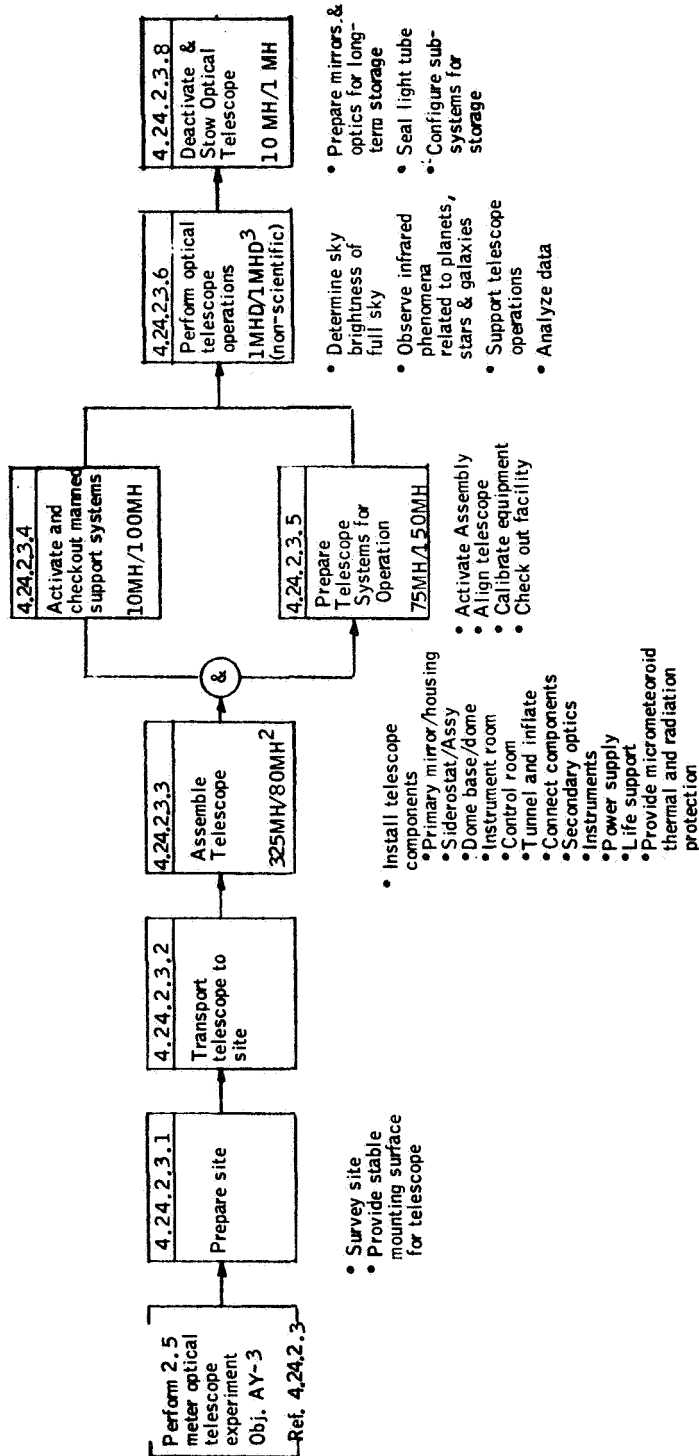 Perform 2.5
meter optical
telescope
experiment
Obj. AY-3
Ref. 4.24.2.3
4.24.2.3.1
Prepare site
• Survey site
• Provide stable
mounting surface
for telescope
4.24.2.3.2
Transport
telescope to
site
4.24.2.3.3
Assemble
Telescope
325MH/80MH2
• Install telescope
components
•Primary mirror/housing
•Siderostat/Assy
•Dome base/dome
•Instrument room
•Control room
•Tunnel and inflate
•Connect components
•Secondary optics
•Instruments
•Power supply
•Life support
•Provide micrometeoroid
thermal and radiation
protection
&
4.24.2.3.4
Activate and
checkout manned
support systems
10MH/100MH
4.24.2.3.5
Prepare
Telescope
Systems for
Operation
75MH/150MH
• Activate Assembly
• Align telescope
• Calibrate equipment
• Check out facility
4.24.2.3.6
Perform optical
telescope
operations
1MHD/1MHD3
(non-scientific)
• Determine sky
brightness of
full sky
• Observe infrared
phenomena
related to planets,
stars & galaxies
• Support telescope
operations
• Analyze data
4.24.2.3.8
Deactivate &
Stow Optical
Telescope
10 MH/1 MH
• Prepare mirrors &
optics for long-
term storage
• Seal light tube
• Configure sub-
systems for
storage